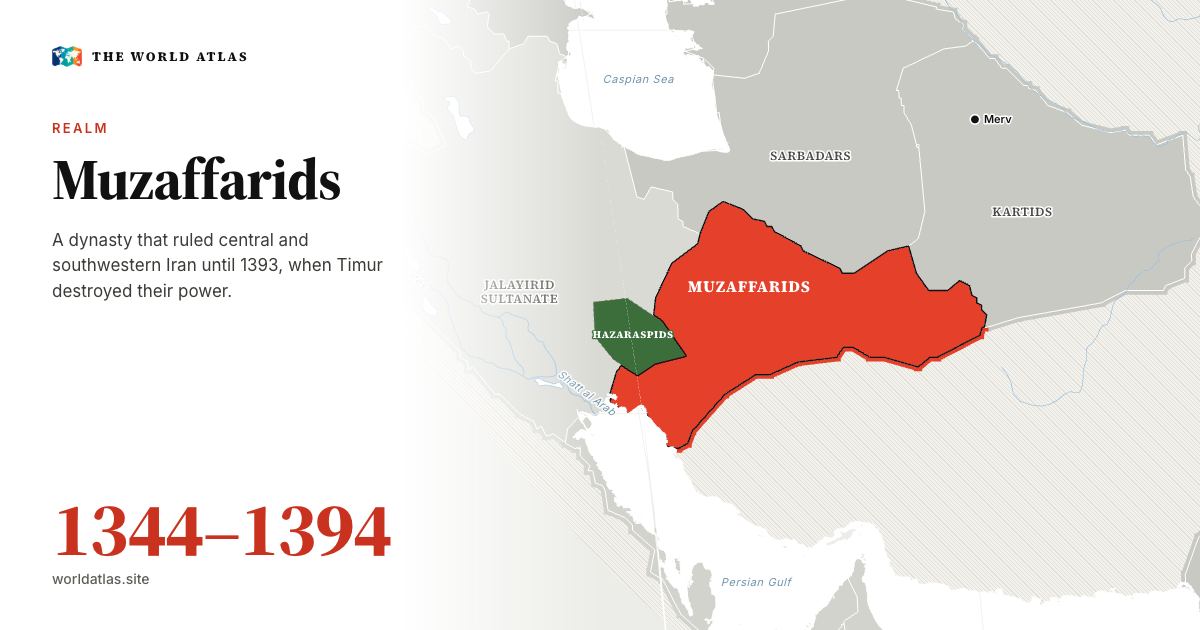 THE WORLD ATLAS
REALM
Muzaffarids
A dynasty that ruled central and
southwestern Iran until 1393, when Timur
destroyed their power.
1344–1394
worldatlas.site
Caspian Sea
Merv
SARBADARS
KARTIDS
MUZAFFARIDS
JALAYIRID
SULTANATE
HAZARASPIDS
Shatt al Arab
Persian Gulf